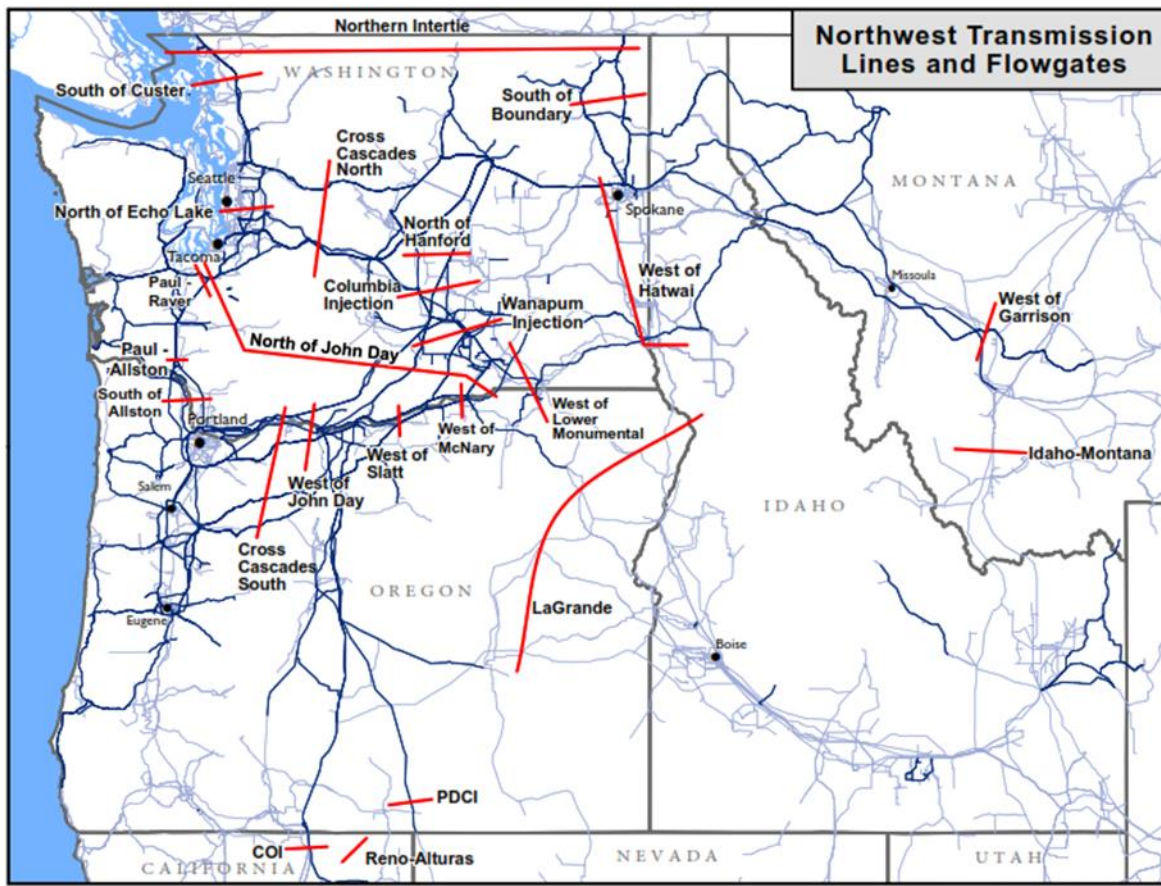 Northwest Transmission
Lines and Flowgates
Northern Intertie
WASHINGTON
South of Custer
South of
Boundary
Cross
Cascades
North
Seattle
North of Echo Lake
Spokane
MONTANA
North of
Hanford
Tacoma
Paul -
Raver
Columbia
Injection
West of
Hatwai
Missoula
West of
Garrison
Wanapum
Injection
North of John Day
Paul -
Allston
South of
Allston
Portland
West of
McNary
West of
Lower
Monumental
West of
Slatt
Idaho-Montana
Salem
West of
John Day
IDAHO
Cross
Cascades
South
OREGON
LaGrande
Eugene
Boise
PDCI
COI
Reno-Alturas
CALIFORNIA
NEVADA
UTAH